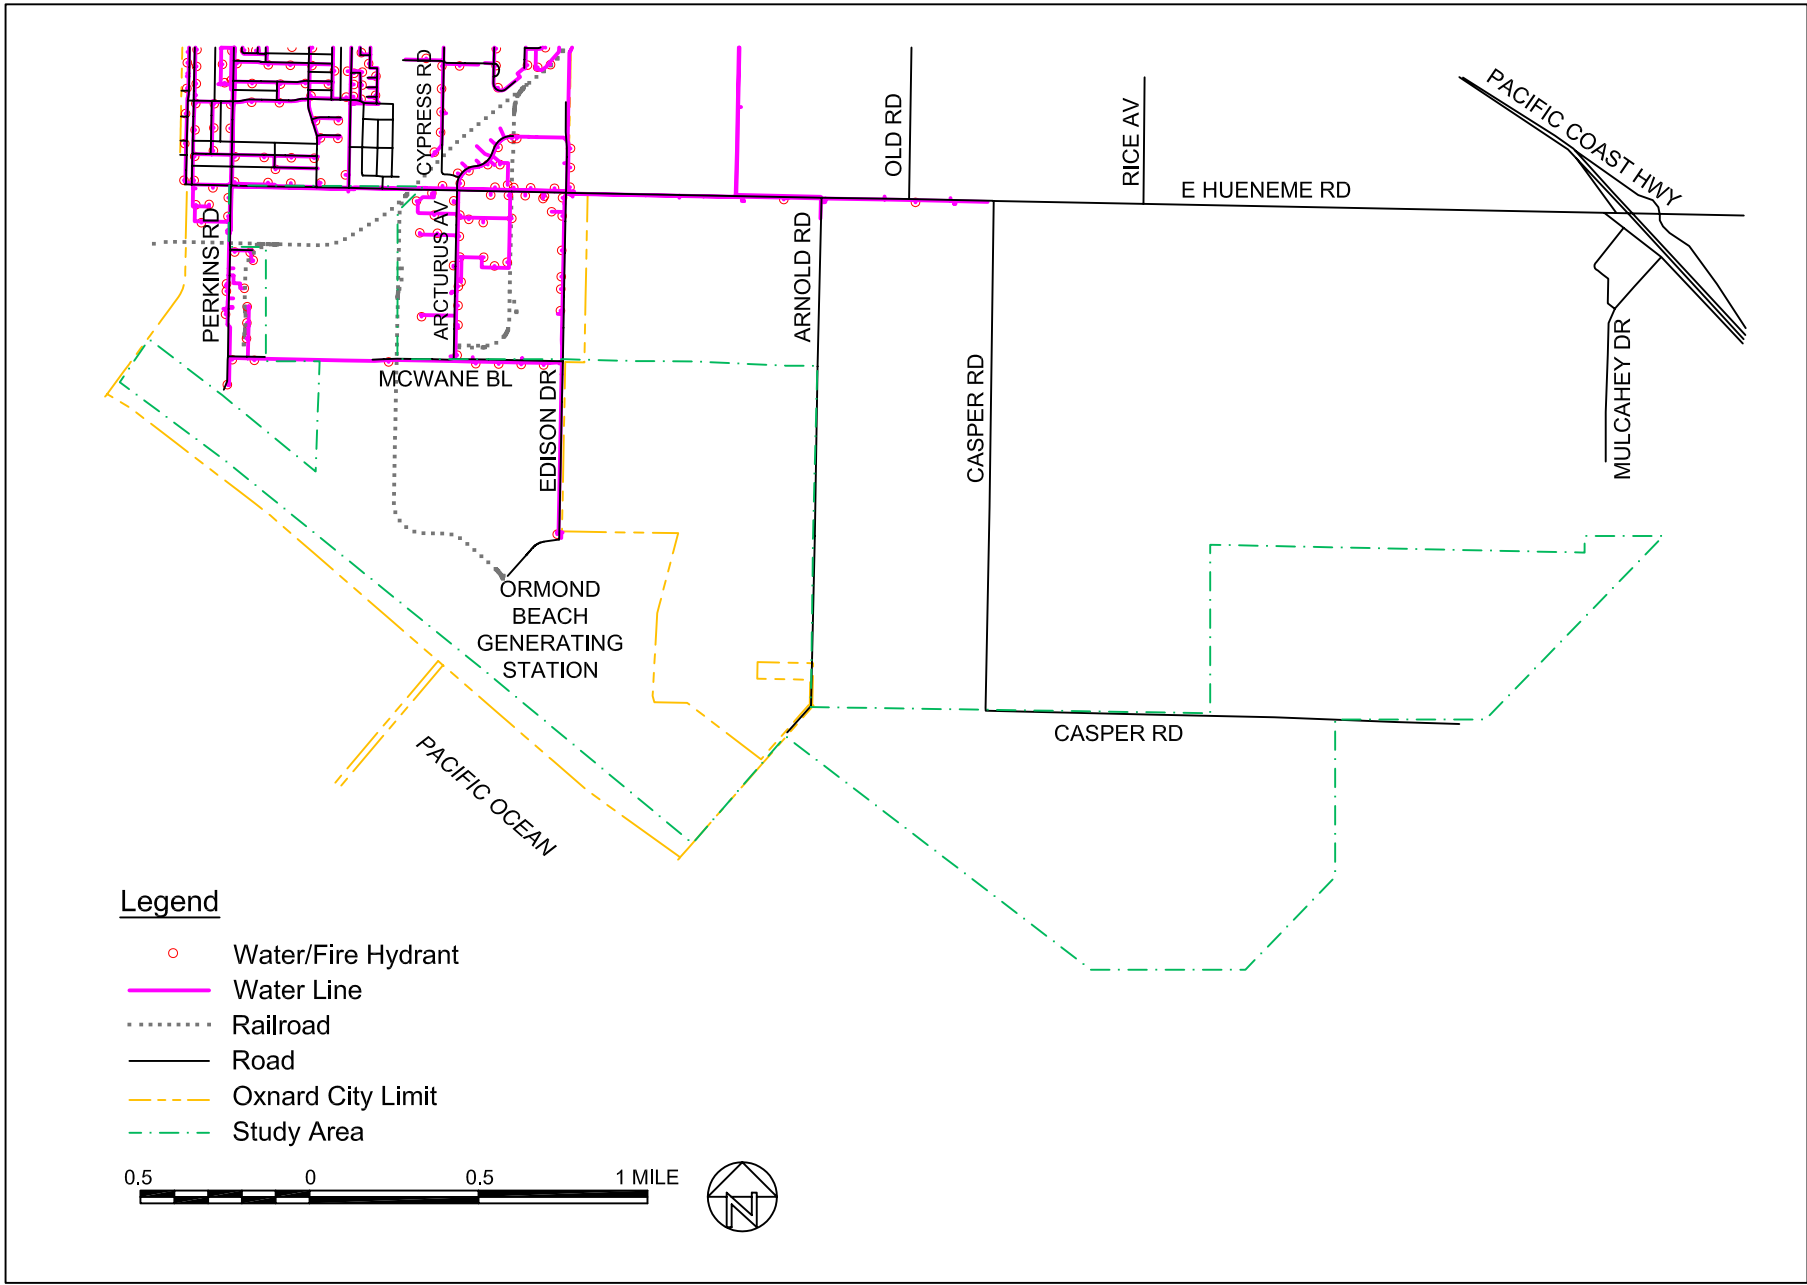 CYPRESS RD
OLD RD
RICE AV
PACIFIC COAST HWY
E HUENEME RD
PERKINS RD
ARCTURUS AV
ARNOLD RD
MULCAHEY DR
MCWANE BL
EDISON DR
CASPER RD
ORMOND
BEACH
GENERATING
STATION
CASPER RD
PACIFIC OCEAN
Legend
Water/Fire Hydrant
Water Line
Railroad
Road
Oxnard City Limit
Study Area
0.5 0 0.5 1 MILE
N